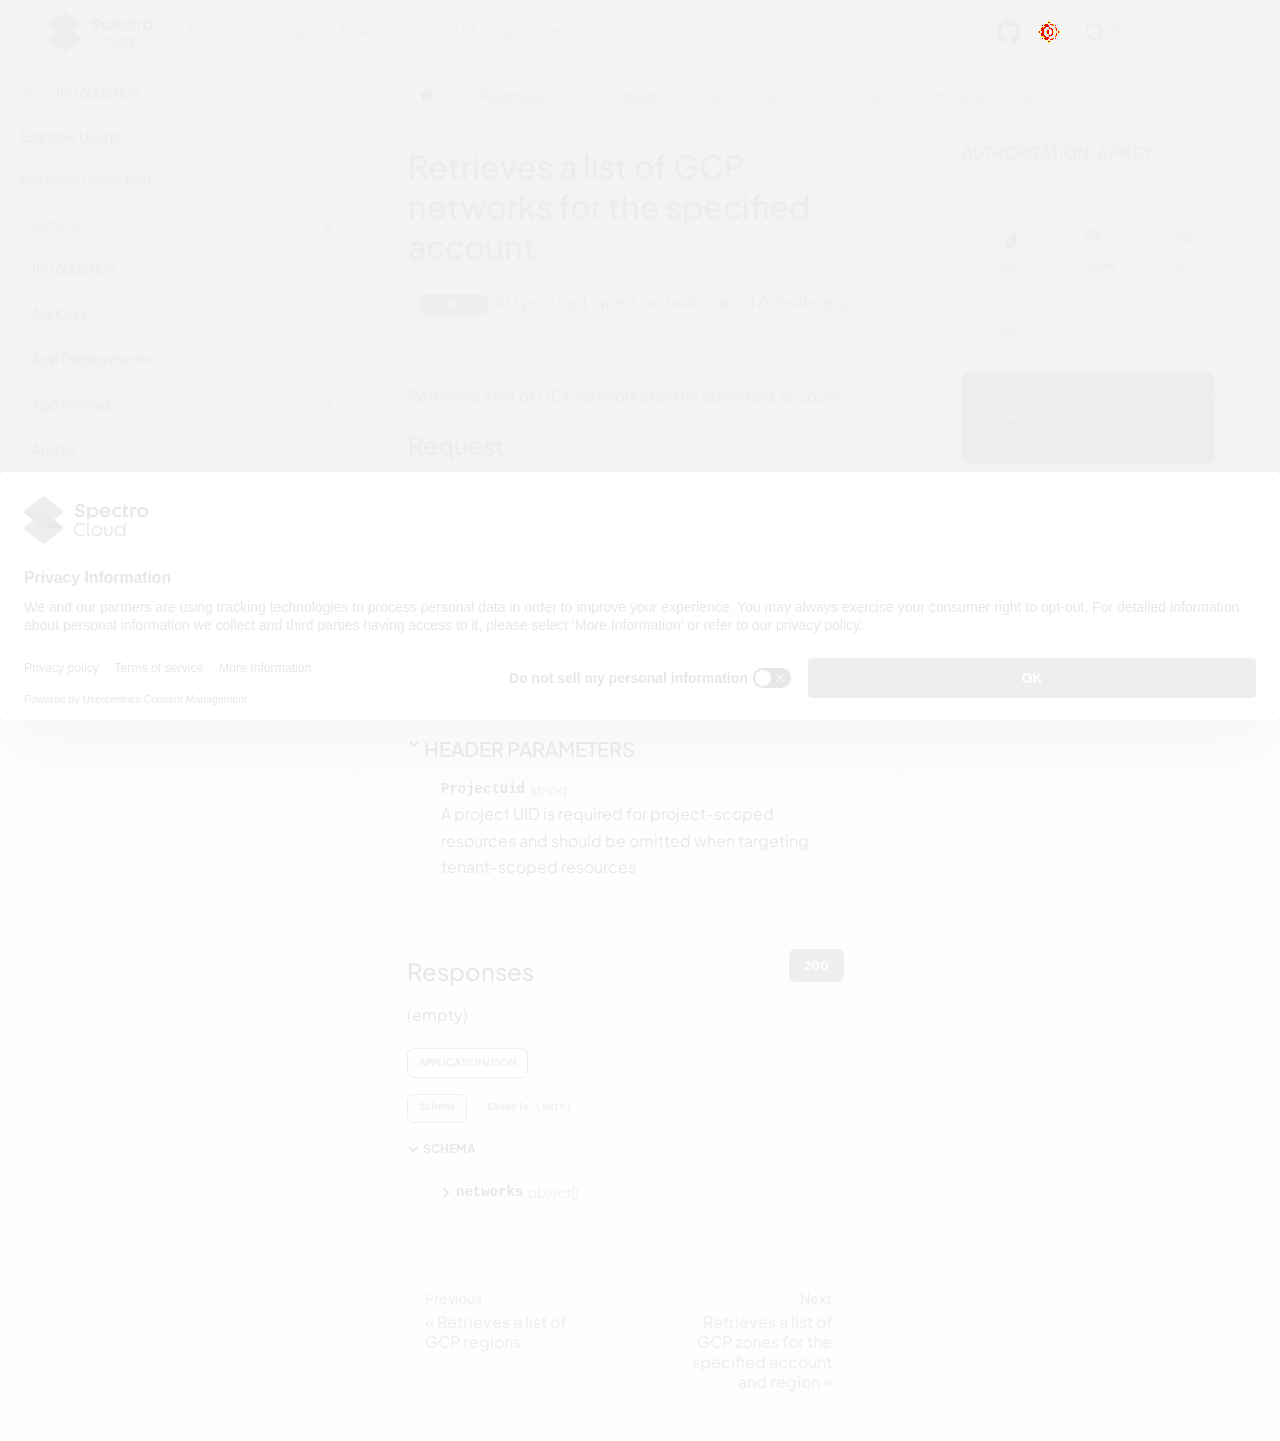 Spectro
Cloud
Docs
Tutorials
Downloads
API
latest
Search
Introduction
Example Usage
Postman Collection
Palette API V1
Introduction
Api Keys
App Deployments
App Profiles
Audits
Palette API V1
Clouds
Retrieves a list of GCP networks for the specified account
Retrieves a list of GCP
networks for the specified
account
GET
https://api.spectrocloud.com/v1/clouds/gcp
Retrieves a list of GCP networks for the specified account
Request
AUTHORIZATION: APIKEY
CURL
PYTHON
GO
CURL
Spectro
Cloud
Privacy Information
We and our partners are using tracking technologies to process personal data in order to improve your experience. You may always exercise your consumer right to opt-out. For detailed information
about personal information we collect and third parties having access to it, please select ‘More Information’ or refer to our privacy policy.
Privacy policy
Terms of service
More Information
Powered by Usercentrics Consent Management
Do not sell my personal information
OK
HEADER PARAMETERS
ProjectUid string
A project UID is required for project-scoped
resources and should be omitted when targeting
tenant-scoped resources
Responses
200
(empty)
APPLICATION/JSON
Schema
Example (auto)
SCHEMA
networks object[]
Previous
« Retrieves a list of
GCP regions
Next
Retrieves a list of
GCP zones for the
specified account
and region »